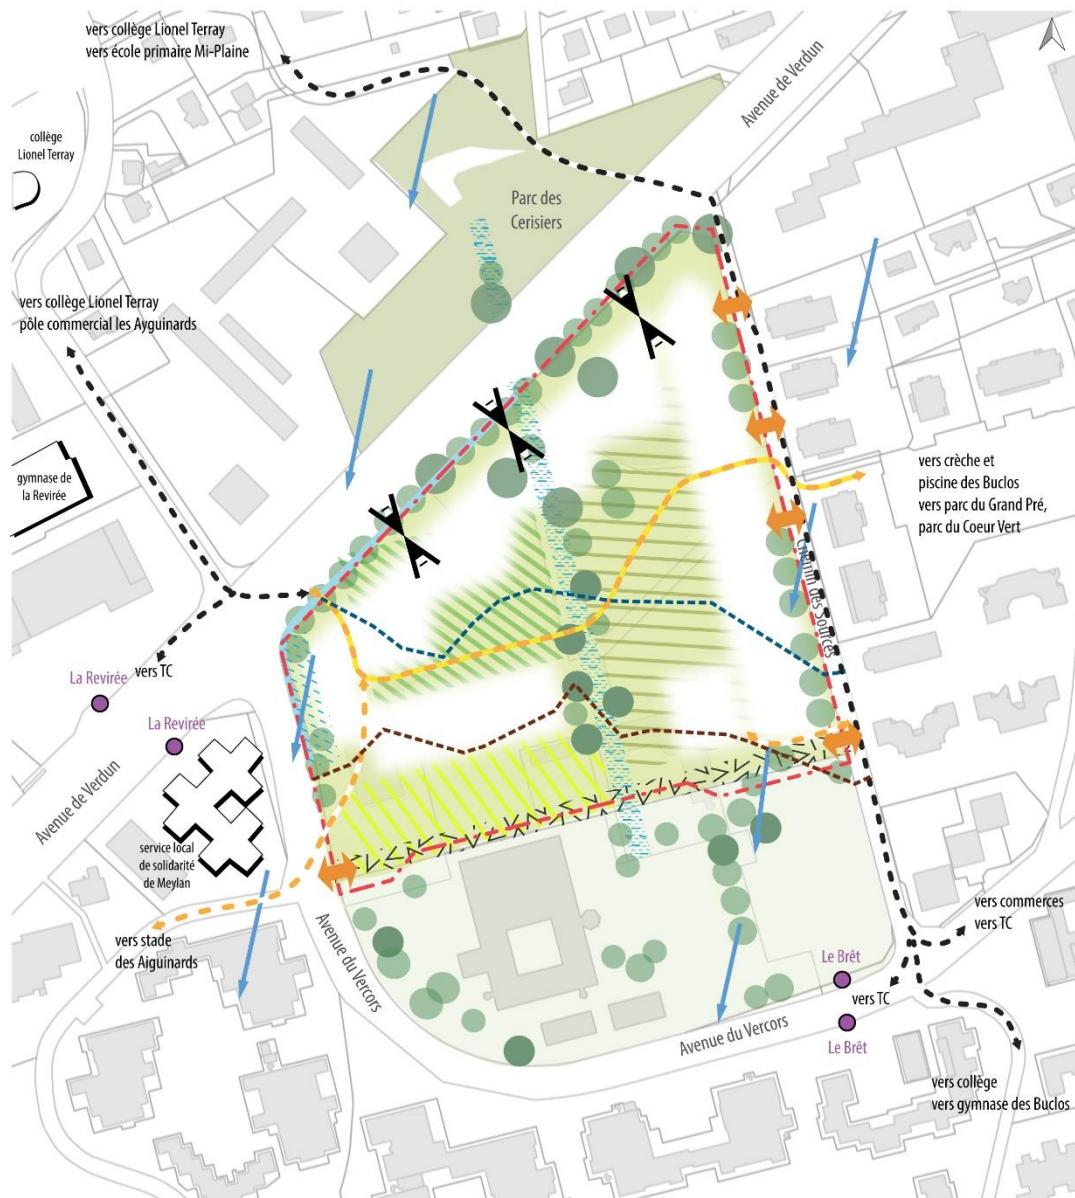 vers collège Lionel Terray
vers école primaire Mi-Plaine
Avenue de Verdun
collège
Lionel Terray
Parc des
Cerisiers
vers collège Lionel Terray
pôle commercial les Ayguinards
gymnase de
la Revirée
vers crèche et
piscine des Buclos
vers parc du Grand Pré,
parc du Coeur Vert
Chemin des Sources
vers TC
La Revirée
La Revirée
Avenue de Verdun
service local
de solidarité
de Meylan
vers stade
des Aiguinards
Avenue du Vercors
vers commerces
vers TC
Le Brêt
vers TC
Le Brêt
Avenue du Vercors
vers collège
vers gymnase des Buclos